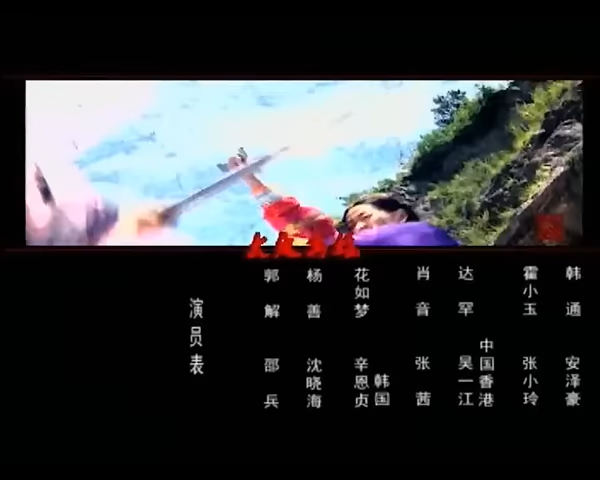 演员表
郭解 邵兵
杨善 沈晓海
花如梦 辛恩贞 韩国
肖音 张茜
达罕 吴一江 中国香港
霍小玉 张小玲
韩通 安泽豪